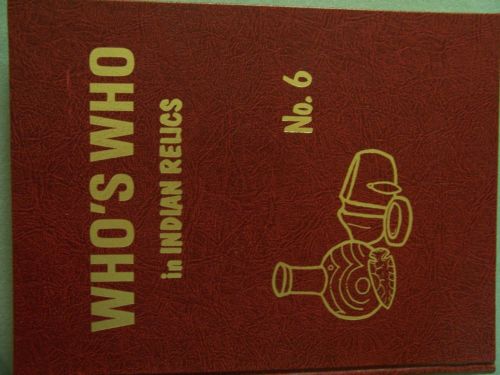 WHO'S WHO
in INDIAN RELICS
No. 6